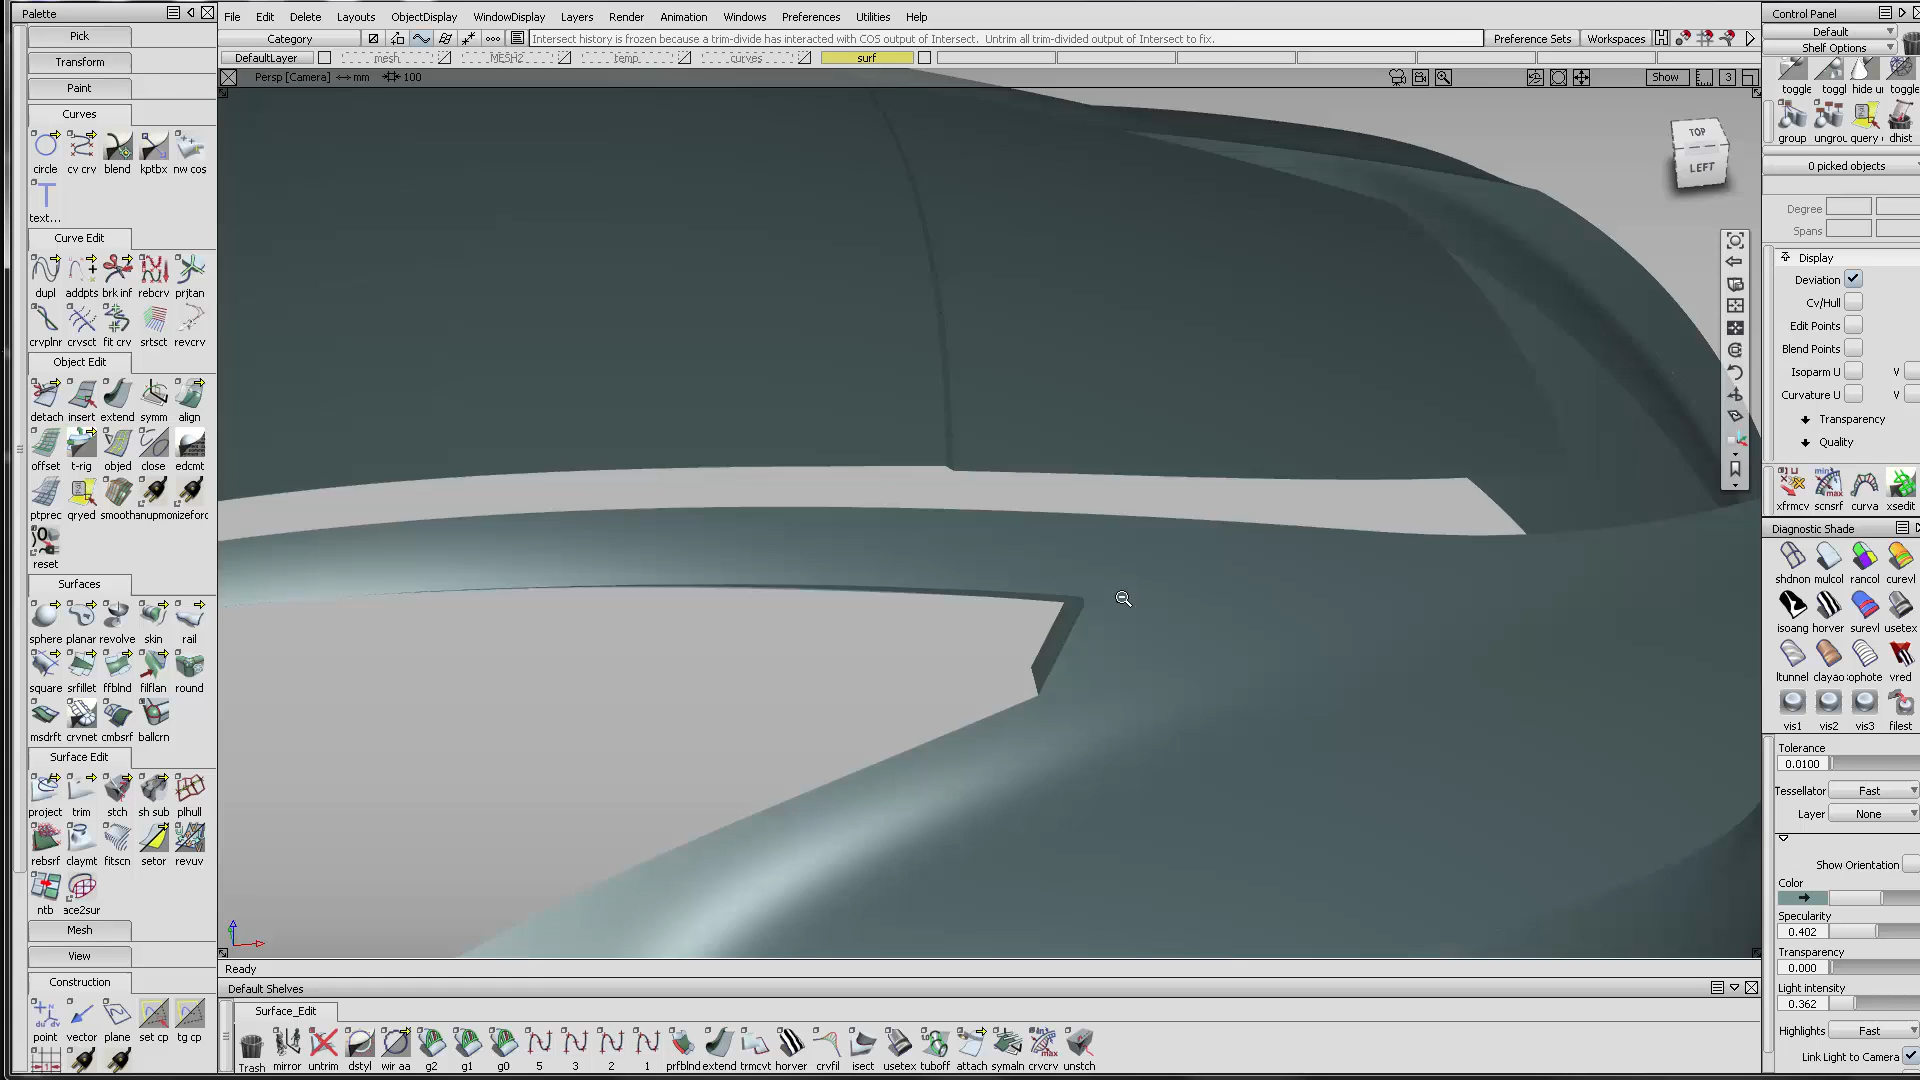 Palette
File Edit Delete Layouts ObjectDisplay WindowDisplay Layers Render Animation Windows Preferences Utilities Help
Control Panel
Category
Intersect history is frozen because a trim-divide has interacted with COS output of Intersect. Untrim all trim-divided output of Intersect to fix.
Preference Sets Workspaces
Default
Shelf Options
DefaultLayer mesh MESH2 temp curves surf
Persp [Camera] mm 100
Show 3
Pick
Transform
Paint
Curves
circle cv crv blend kptbx nw cos
text...
Curve Edit
dupl addpts brk inf rebcrv prjtan
crvplnr crvsct fit crv srtsct revcrv
Object Edit
detach insert extend symm align
offset t-rig objed close edcmt
ptprec qryed smooth
reset
Surfaces
sphere planar revolve skin rail
square srfillet ffblnd filflan round
msdrft crvnet cmbsrf ballcrn
Surface Edit
project trim stch sh sub plhull
rebsrf claymt fitscn setor revuv
ntb ace2sur
Mesh
View
Construction
point vector plane set cp tg cp
TOP
LEFT
toggle toggl hide u toggle
group ungrou query dhist
0 picked objects
Degree
Spans
Display
Deviation
Cv/Hull
Edit Points
Blend Points
Isoparm U V
Curvature U V
Transparency
Quality
xfrmcv scnsrf curva xsedit
Diagnostic Shade
shdnon mulcol rancol curevl
isoang horver surevl usetex
ltunnel clayao ophote vred
vis1 vis2 vis3 filest
Tolerance
0.0100
Tessellator Fast
Layer None
Show Orientation
Color
Specularity
0.402
Transparency
0.000
Light intensity
0.362
Highlights Fast
Link Light to Camera
Ready
Default Shelves
Surface_Edit
Trash mirror untrim dstyl wir aa g2 g1 g0 5 3 2 1 prfblnd extend trmcvt horver crvfil isect usetex tuboff attach symaln crvcrv unstch